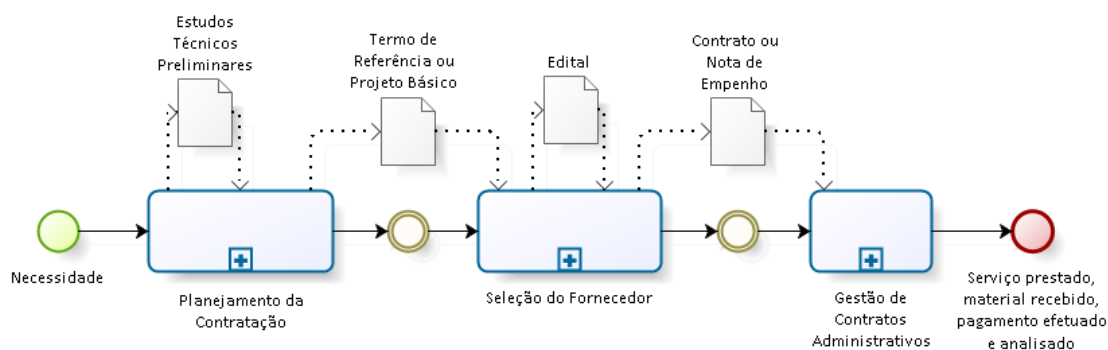 Estudos
Técnicos
Preliminares
Termo de
Referência ou
Projeto Básico
Edital
Contrato ou
Nota de
Empenho
Necessidade
Planejamento da
Contratação
Seleção do Fornecedor
Gestão de
Contratos
Administrativos
Serviço prestado,
material recebido,
pagamento efetuado
e analisado